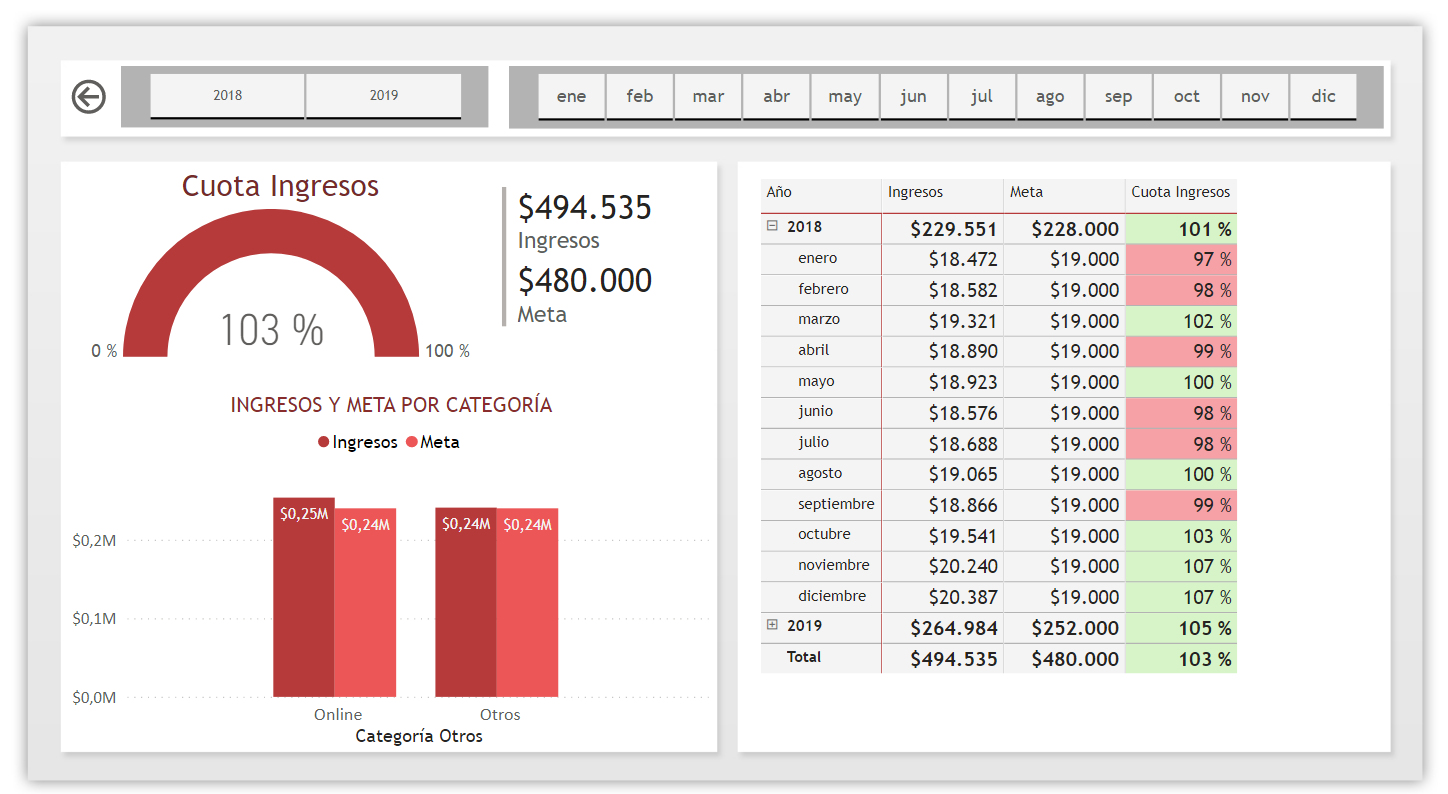 2018 2019 ene feb mar abr may jun jul ago sep oct nov dic
Cuota Ingresos
103 %
0 % 100 %
$494.535
Ingresos
$480.000
Meta
INGRESOS Y META POR CATEGORÍA
Ingresos Meta
$0,2M
$0,1M
$0,0M
$0,25M $0,24M $0,24M $0,24M
Online Otros
Categoría Otros
Año Ingresos Meta Cuota Ingresos
2018 $229.551 $228.000 101 %
enero $18.472 $19.000 97 %
febrero $18.582 $19.000 98 %
marzo $19.321 $19.000 102 %
abril $18.890 $19.000 99 %
mayo $18.923 $19.000 100 %
junio $18.576 $19.000 98 %
julio $18.688 $19.000 98 %
agosto $19.065 $19.000 100 %
septiembre $18.866 $19.000 99 %
octubre $19.541 $19.000 103 %
noviembre $20.240 $19.000 107 %
diciembre $20.387 $19.000 107 %
2019 $264.984 $252.000 105 %
Total $494.535 $480.000 103 %